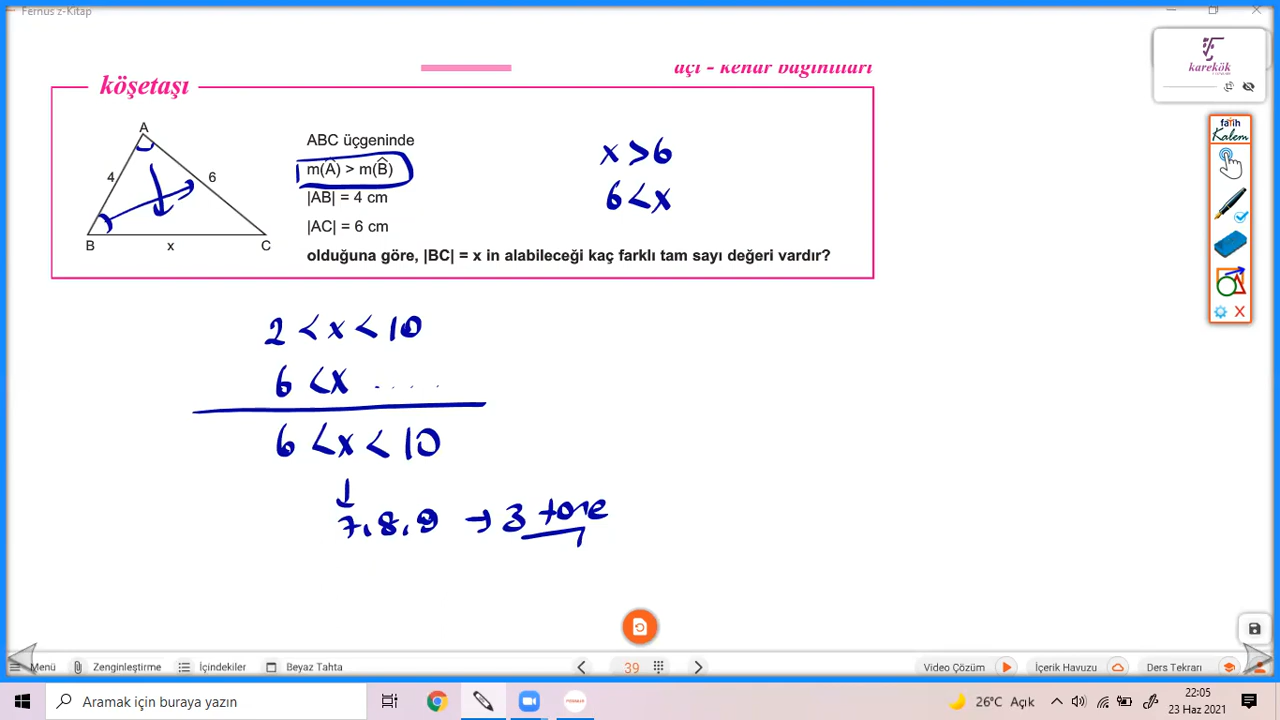 Fernus z-Kitap
açı - kenar bağıntıları
karekök
köşetaşı
A
4
6
B
x
C
ABC üçgeninde
m(Â) > m(B̂)
|AB| = 4 cm
|AC| = 6 cm
olduğuna göre, |BC| = x in alabileceği kaç farklı tam sayı değeri vardır?
x > 6
6 < x
2 < x < 10
6 < x ....
6 < x < 10
↓
7, 8, 9 → 3 tane
fatih
Kalem
Menü
Zenginleştirme
İçindekiler
Beyaz Tahta
39
Video Çözüm
İçerik Havuzu
Ders Tekrarı
Aramak için buraya yazın
26°C Açık
22:05
23 Haz 2021